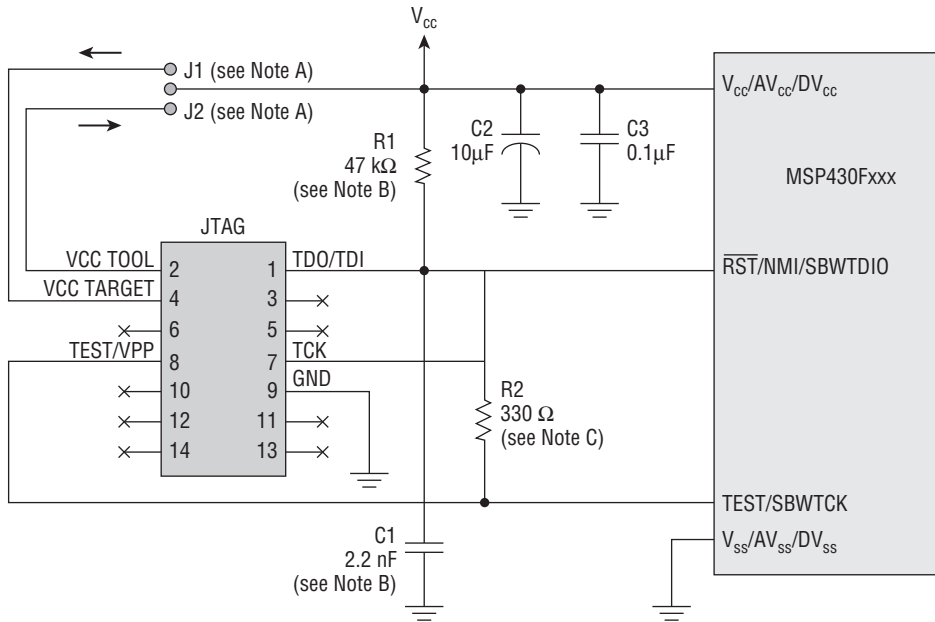 Vcc
J1 (see Note A)
J2 (see Note A)
R1
47 kΩ
(see Note B)
C2
10μF
C3
0.1μF
Vcc/AVcc/DVcc
MSP430Fxxx
JTAG
VCC TOOL
2
1
TDO/TDI
R̅S̅T̅/NMI/SBWTDIO
VCC TARGET
4
3
6
5
TEST/VPP
8
7
TCK
10
9
GND
12
11
14
13
R2
330 Ω
(see Note C)
TEST/SBWTCK
C1
2.2 nF
(see Note B)
Vss/AVss/DVss